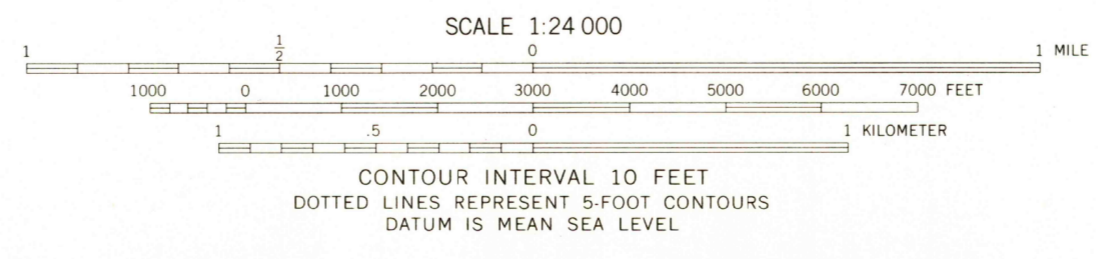 SCALE 1:24 000
1 1/2 0 1 MILE
1000 0 1000 2000 3000 4000 5000 6000 7000 FEET
1 .5 0 1 KILOMETER
CONTOUR INTERVAL 10 FEET
DOTTED LINES REPRESENT 5-FOOT CONTOURS
DATUM IS MEAN SEA LEVEL